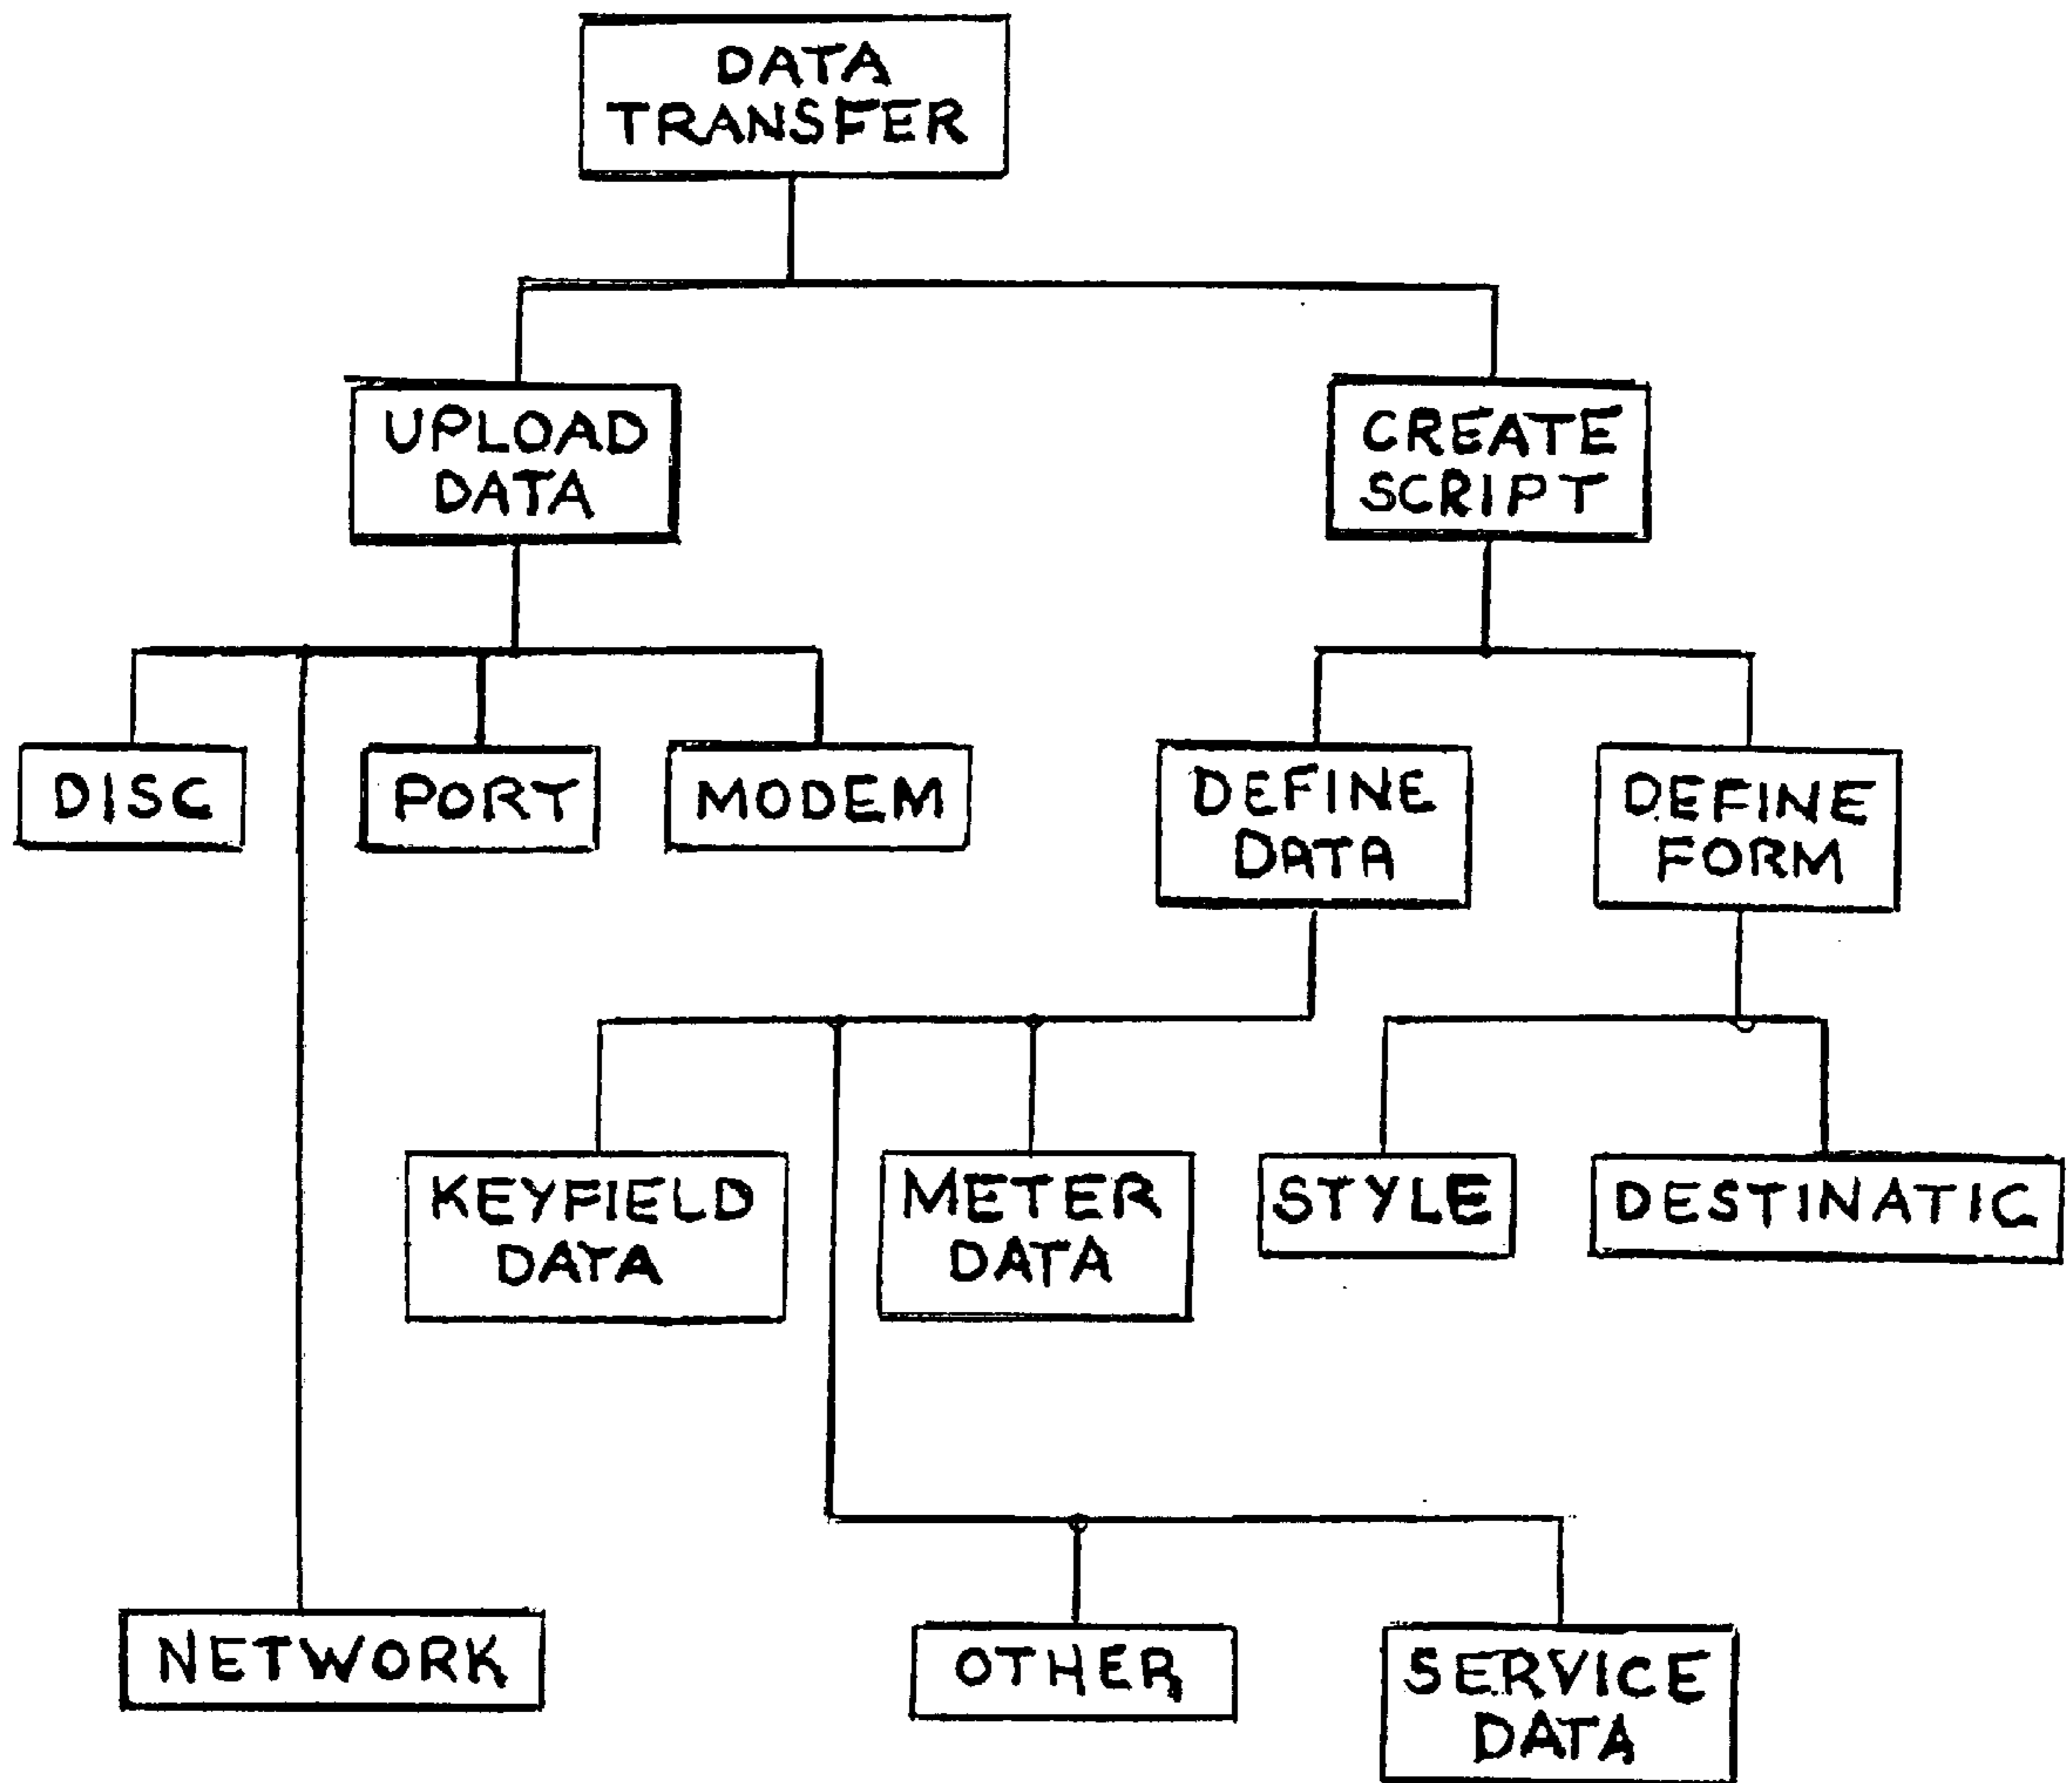 DATA
TRANSFER
UPLOAD
DATA
CREATE
SCRIPT
DISC
PORT
MODEM
DEFINE
DATA
DEFINE
FORM
KEYFIELD
DATA
METER
DATA
STYLE
DESTINATIC
NETWORK
OTHER
SERVICE
DATA